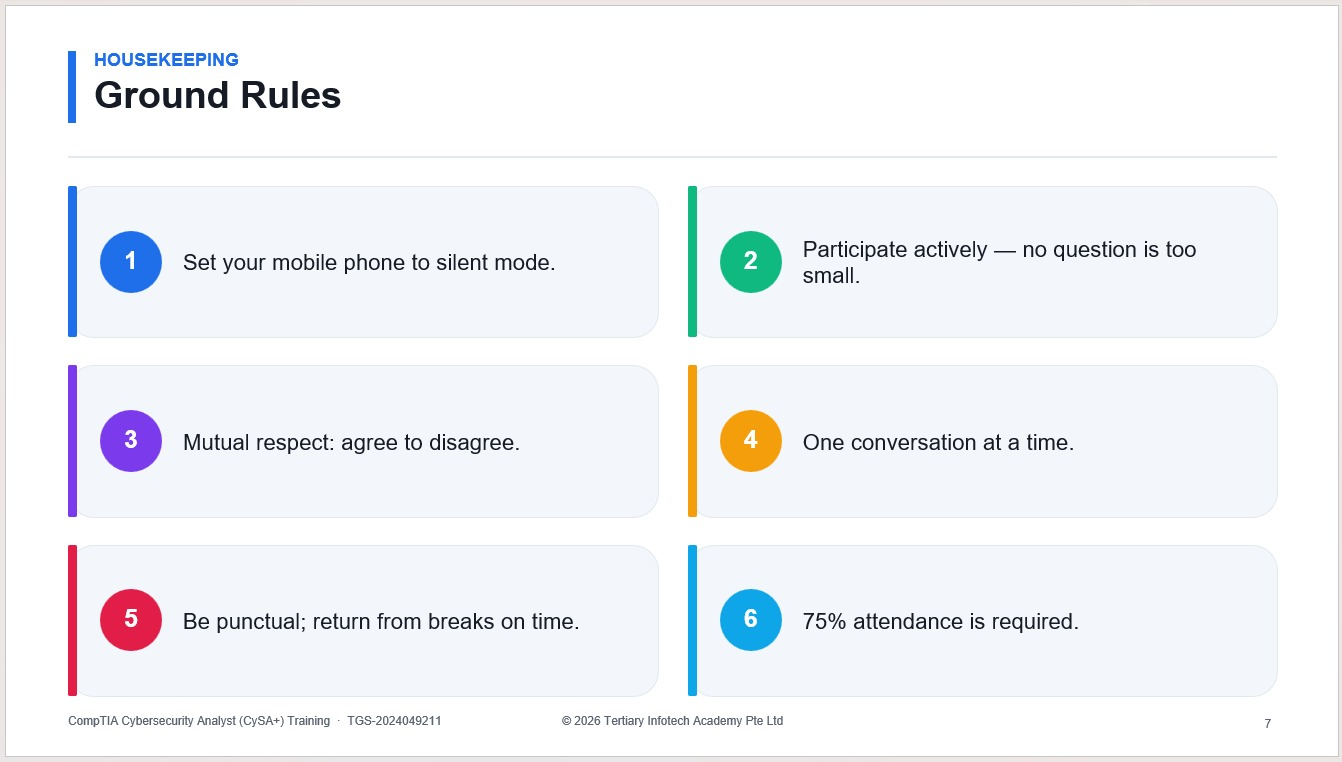 HOUSEKEEPING
Ground Rules
1
Set your mobile phone to silent mode.
2
Participate actively — no question is too
small.
3
Mutual respect: agree to disagree.
4
One conversation at a time.
5
Be punctual; return from breaks on time.
6
75% attendance is required.
CompTIA Cybersecurity Analyst (CySA+) Training · TGS-2024049211
© 2026 Tertiary Infotech Academy Pte Ltd
7